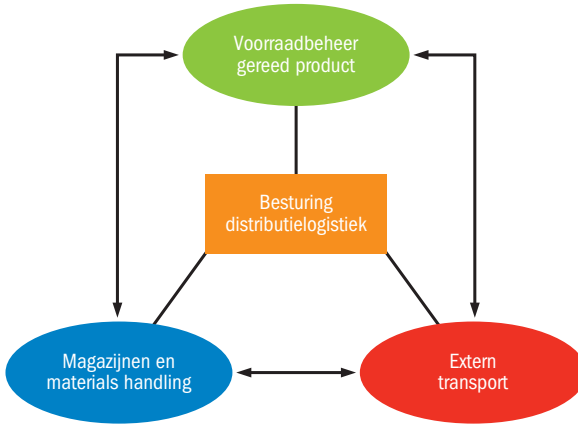 Voorraadbeheer
gereed product
Besturing
distributielogistiek
Magazijnen en
materials handling
Extern
transport